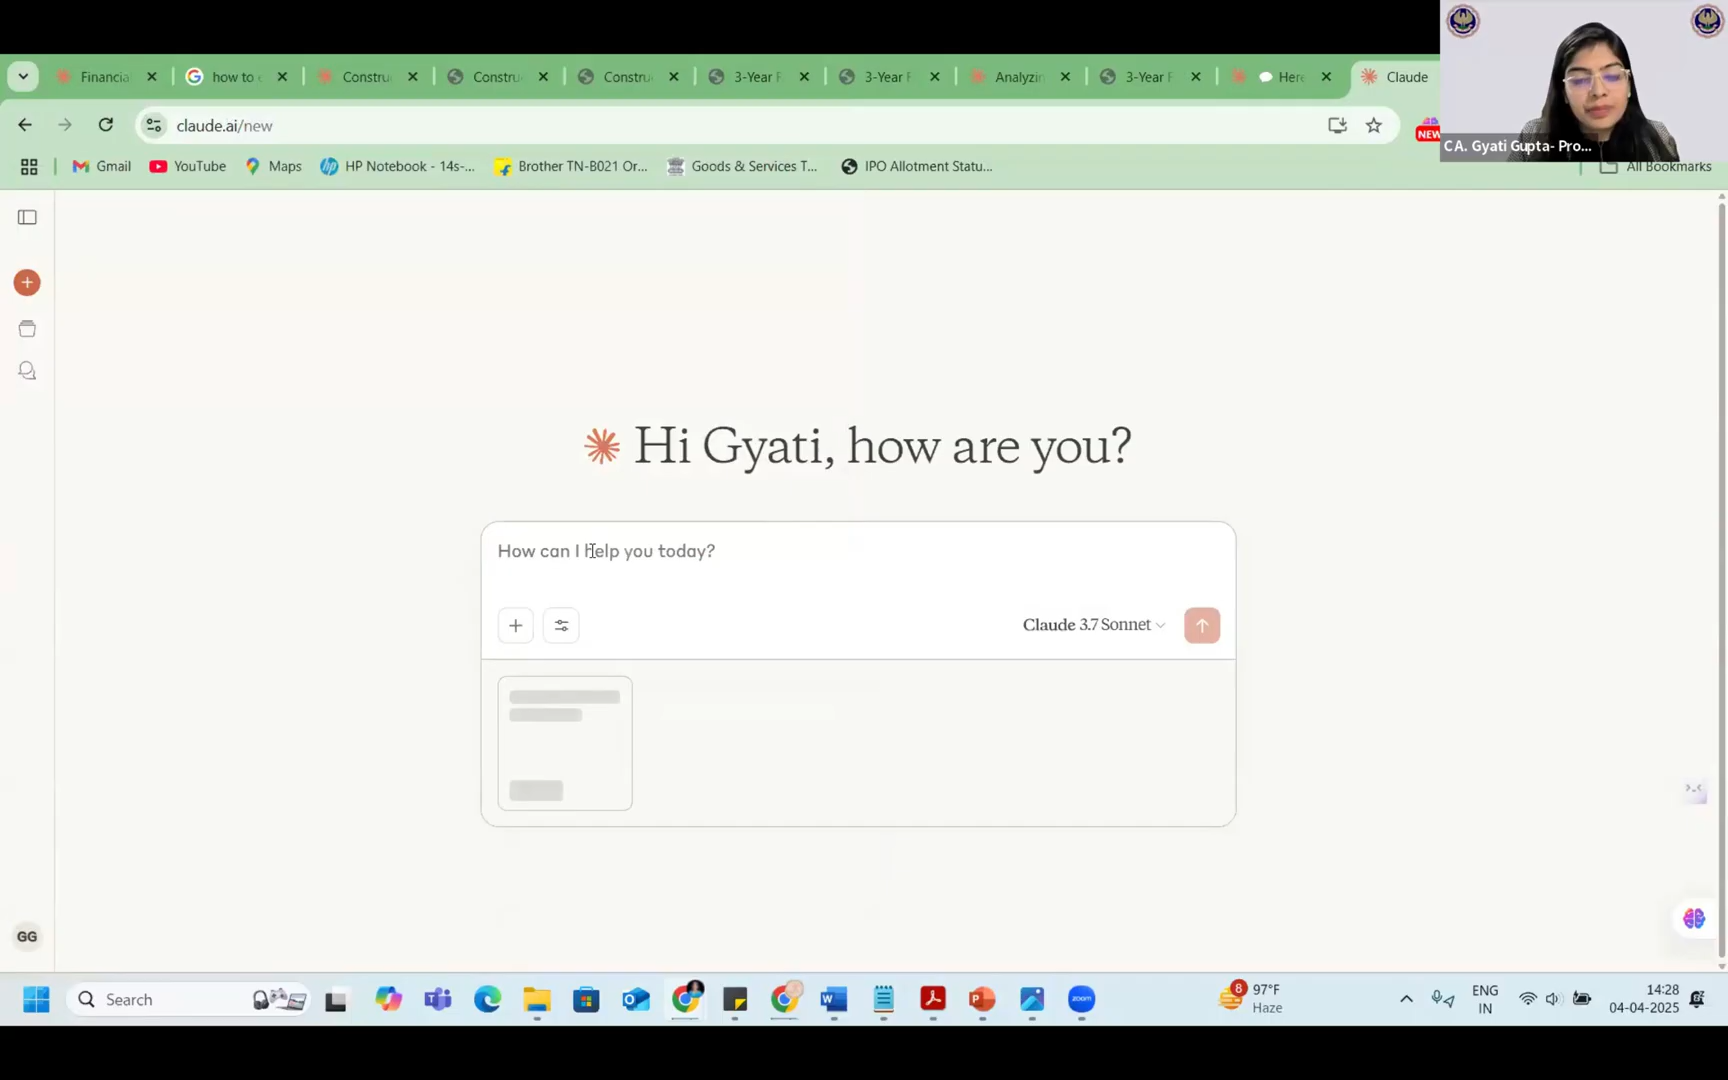 Financia
how to
Constru
Constru
Constru
3-Year F
3-Year F
Analyzin
3-Year F
Here
Claude
claude.ai/new
NEW
CA. Gyati Gupta- Pro...
Gmail
YouTube
Maps
HP Notebook - 14s-...
Brother TN-B021 Or...
Goods & Services T...
IPO Allotment Statu...
All Bookmarks
Hi Gyati, how are you?
How can I help you today?
Claude 3.7 Sonnet
GG
Search
zoom
8
97°F
Haze
ENG
IN
14:28
04-04-2025